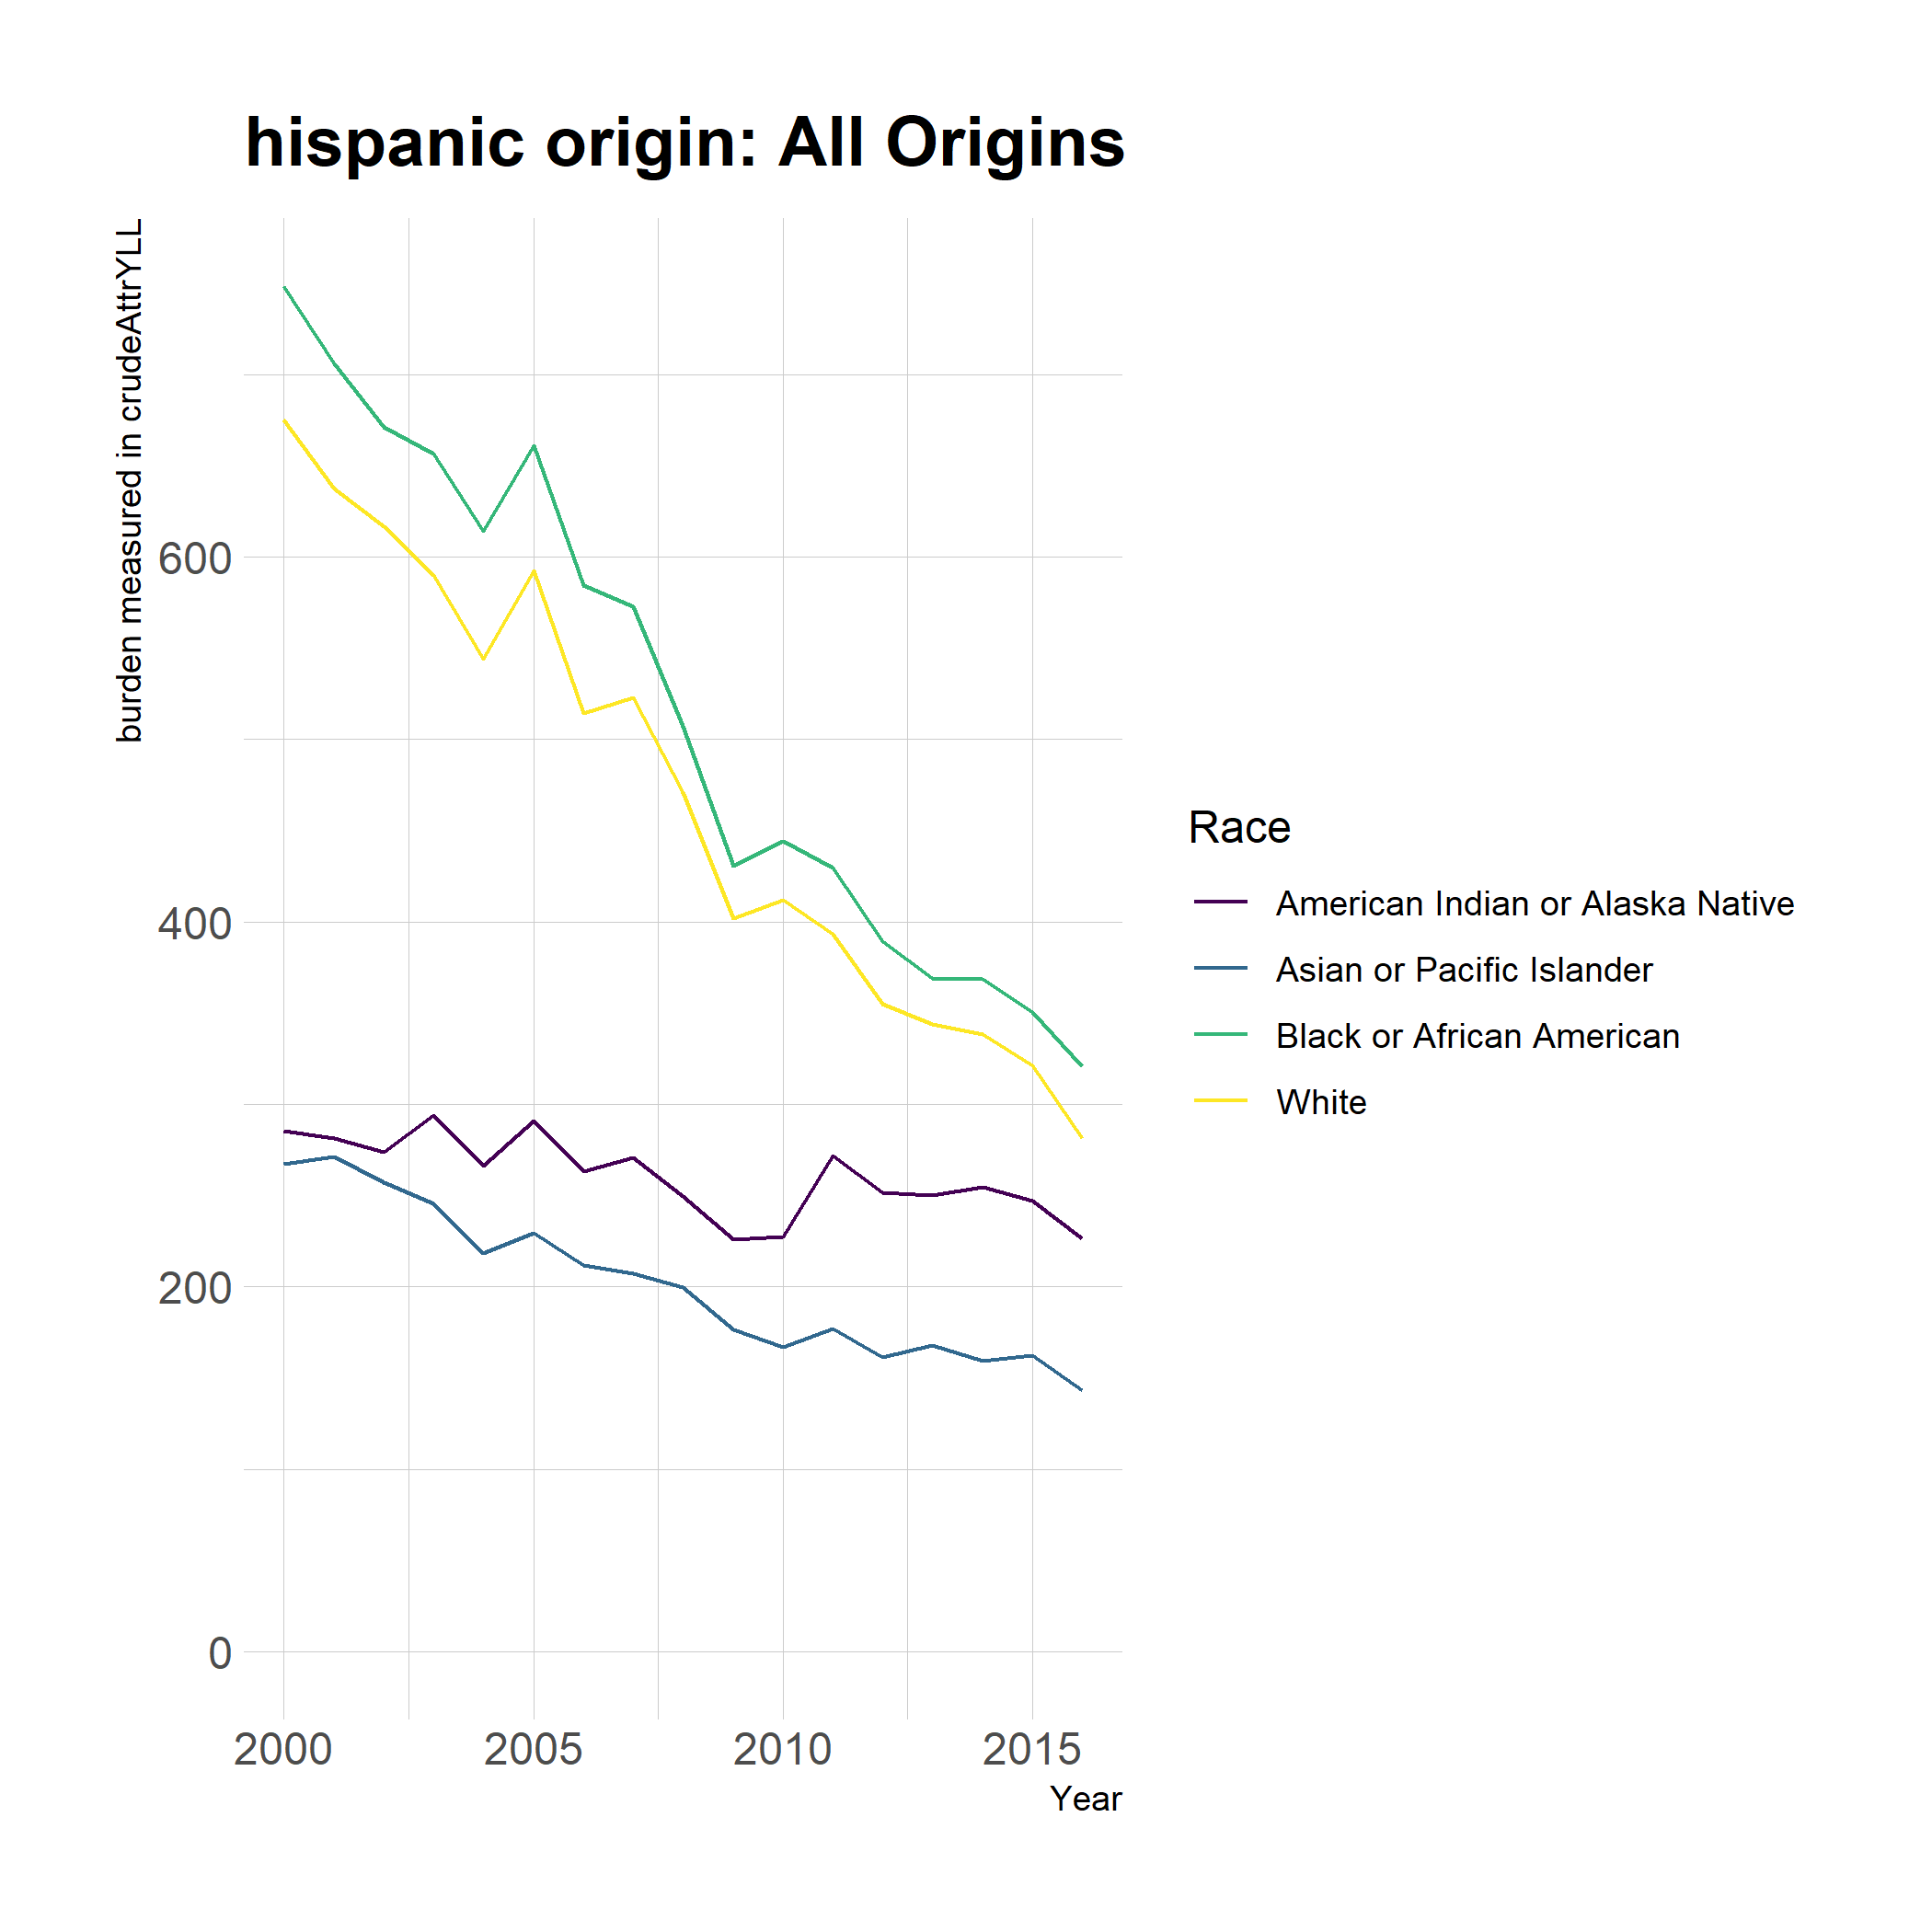 hispanic origin: All Origins
burden measured in crudeAttrYLL
600
400
200
0
2000 2005 2010 2015
Year
Race
American Indian or Alaska Native
Asian or Pacific Islander
Black or African American
White